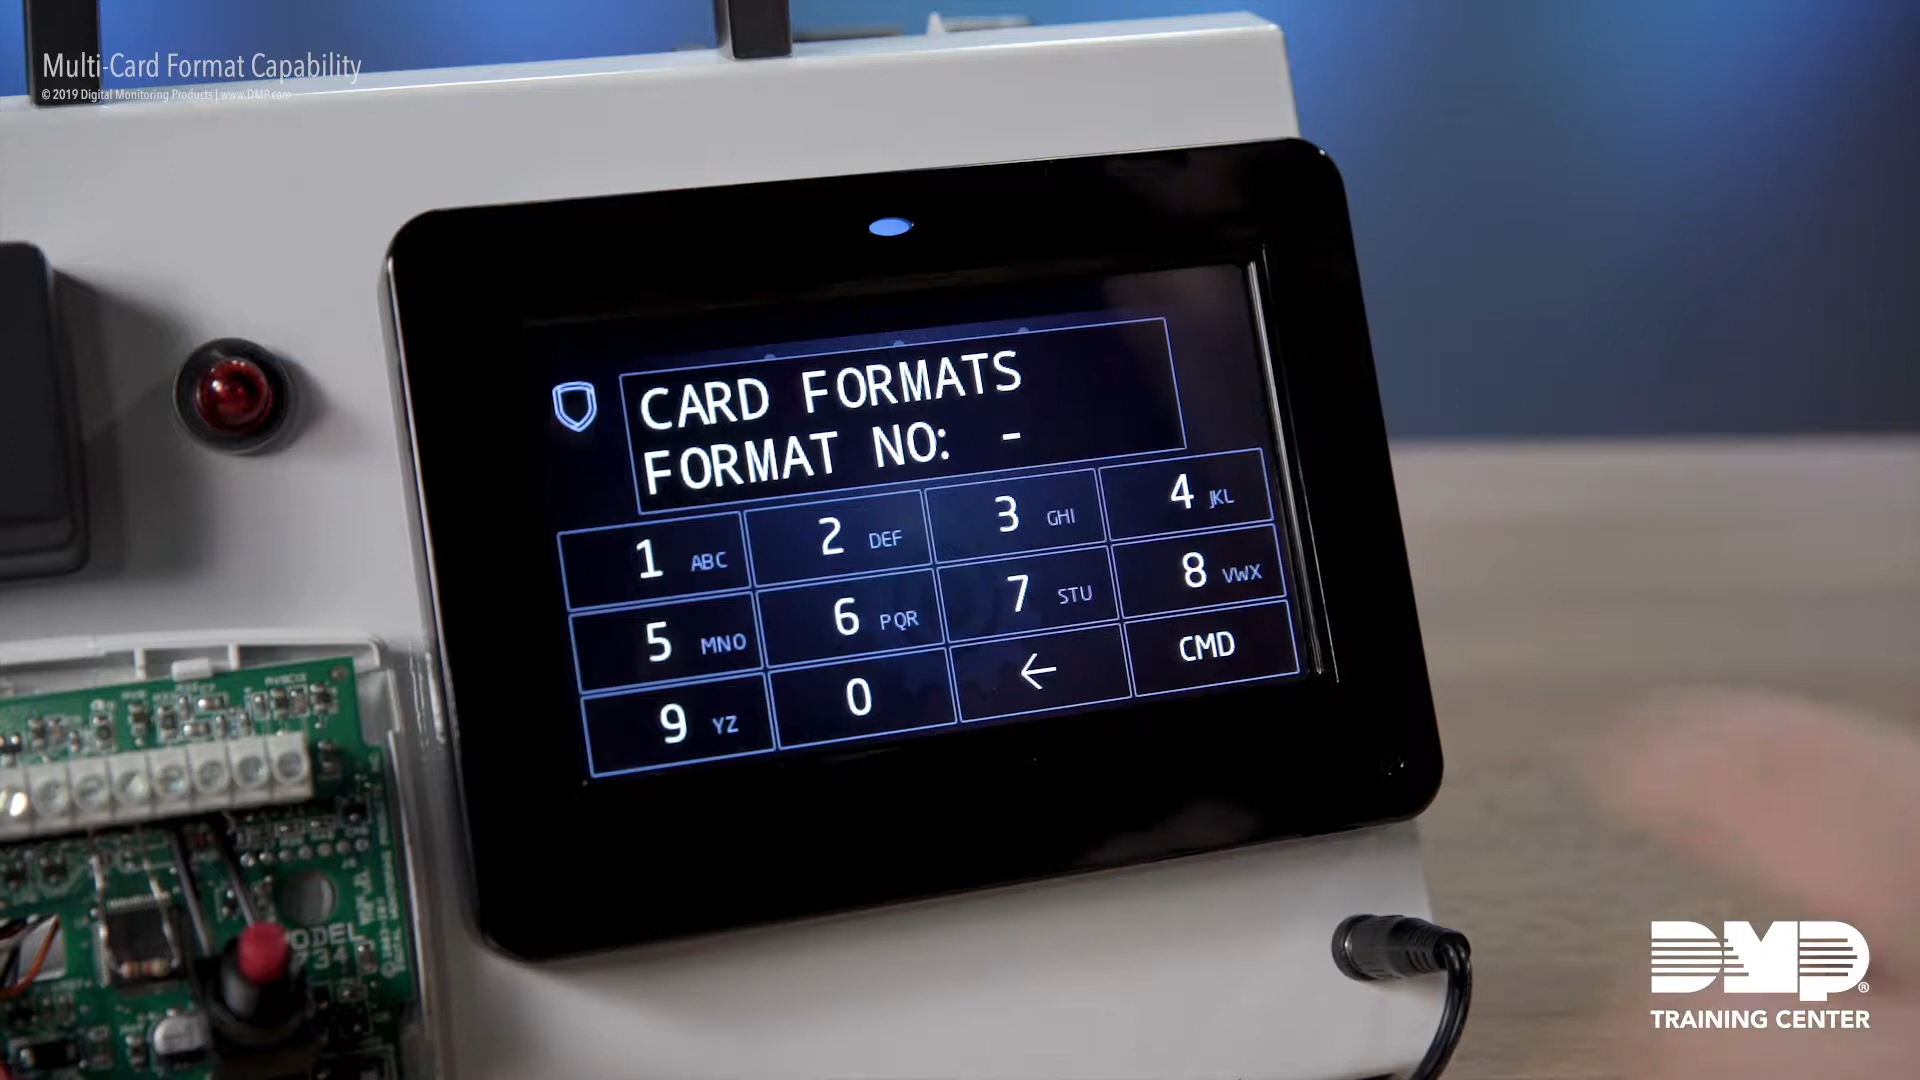 Multi-Card Format Capability
© 2019 Digital Monitoring Products | www.DMP.com
CARD FORMATS
FORMAT NO: -
1 ABC
2 DEF
3 GHI
4 JKL
5 MNO
6 PQR
7 STU
8 VWX
9 YZ
0
←
CMD
MODEL
DMP®
TRAINING CENTER